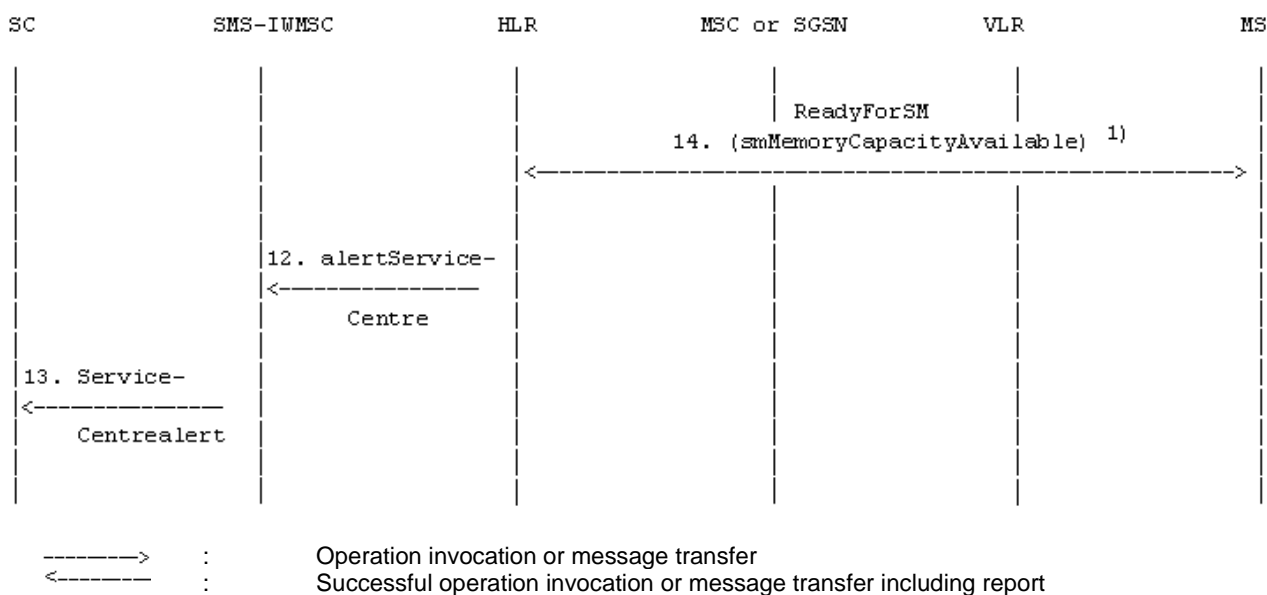 SC SMS-IWMSC HLR MSC or SGSN VLR MS
ReadyForSM
14. (smMemoryCapacityAvailable) 1)
12. alertService-
Centre
13. Service-
Centrealert
: Operation invocation or message transfer
: Successful operation invocation or message transfer including report